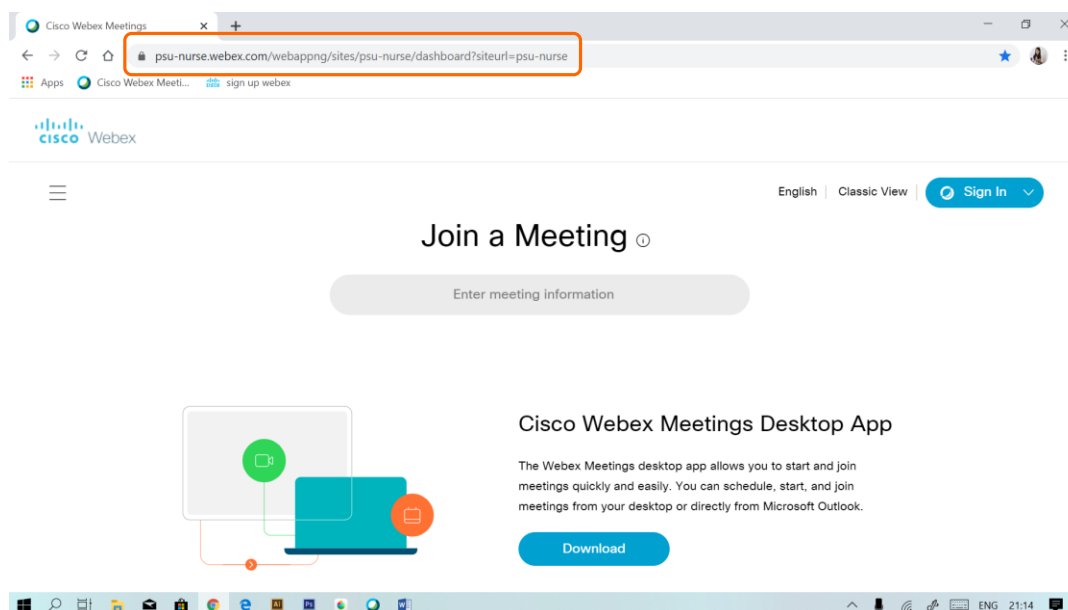 Cisco Webex Meetings
psu-nurse.webex.com/webappng/sites/psu-nurse/dashboard?siteurl=psu-nurse
Apps Cisco Webex Meeti... sign up webex
CISCO Webex
English Classic View Sign In
Join a Meeting
Enter meeting information
Cisco Webex Meetings Desktop App
The Webex Meetings desktop app allows you to start and join
meetings quickly and easily. You can schedule, start, and join
meetings from your desktop or directly from Microsoft Outlook.
Download
Ai Ps ENG 21:14